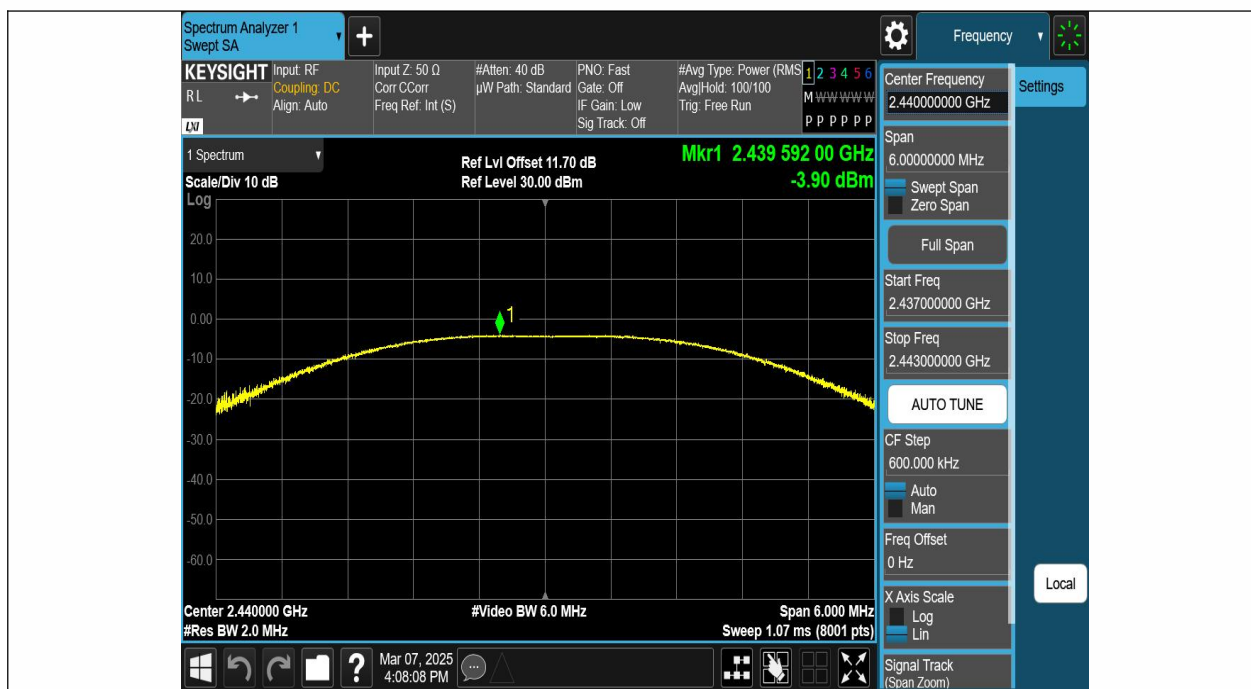 Spectrum Analyzer 1
Swept SA
+
Frequency
KEYSIGHT
RL
LXI
Input: RF
Coupling: DC
Align: Auto
Input Z: 50 Ω
Corr CCorr
Freq Ref: Int (S)
#Atten: 40 dB
µW Path: Standard
PNO: Fast
Gate: Off
IF Gain: Low
Sig Track: Off
#Avg Type: Power (RMS
Avg|Hold: 100/100
Trig: Free Run
1 2 3 4 5 6
M W W W W W
P P P P P P
1 Spectrum
Scale/Div 10 dB
Log
Ref Lvl Offset 11.70 dB
Ref Level 30.00 dBm
Mkr1 2.439 592 00 GHz
-3.90 dBm
20.0
10.0
0.00
-10.0
-20.0
-30.0
-40.0
-50.0
-60.0
1
Center 2.440000 GHz
#Res BW 2.0 MHz
#Video BW 6.0 MHz
Span 6.000 MHz
Sweep 1.07 ms (8001 pts)
?
Mar 07, 2025
4:08:08 PM
Center Frequency
2.440000000 GHz
Span
6.00000000 MHz
Swept Span
Zero Span
Full Span
Start Freq
2.437000000 GHz
Stop Freq
2.443000000 GHz
AUTO TUNE
CF Step
600.000 kHz
Auto
Man
Freq Offset
0 Hz
X Axis Scale
Log
Lin
Signal Track
(Span Zoom)
Settings
Local